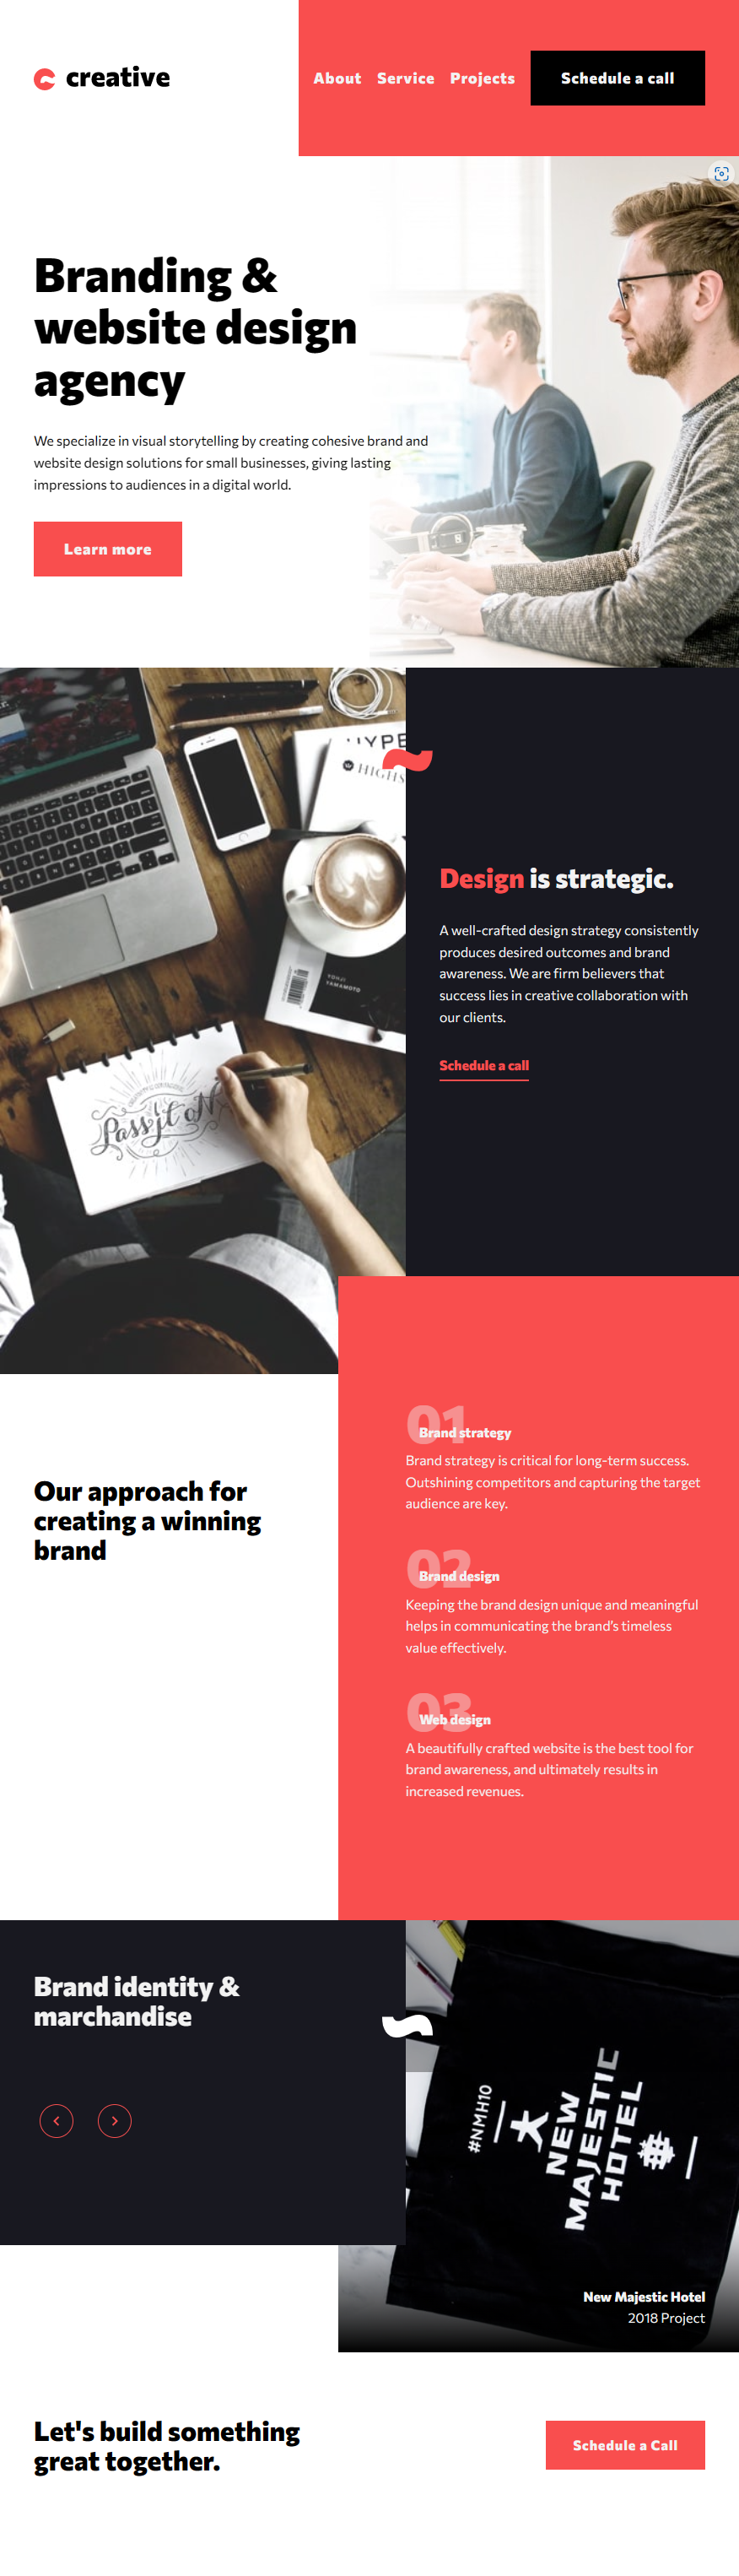 creative
About Service Projects Schedule a call
Branding &
website design
agency
We specialize in visual storytelling by creating cohesive brand and
website design solutions for small businesses, giving lasting
impressions to audiences in a digital world.
Learn more
YOHJI
YAMAMOTO
Pass it on
Design is strategic.
A well-crafted design strategy consistently
produces desired outcomes and brand
awareness. We are firm believers that
success lies in creative collaboration with
our clients.
Schedule a call
Our approach for
creating a winning
brand
01
Brand strategy
Brand strategy is critical for long-term success.
Outshining competitors and capturing the target
audience are key.
02
Brand design
Keeping the brand design unique and meaningful
helps in communicating the brand's timeless
value effectively.
03
Web design
A beautifully crafted website is the best tool for
brand awareness, and ultimately results in
increased revenues.
Brand identity &
marchandise
#NMH10
NEW
MAJESTIC
HOTEL
New Majestic Hotel
2018 Project
Let's build something
great together.
Schedule a Call